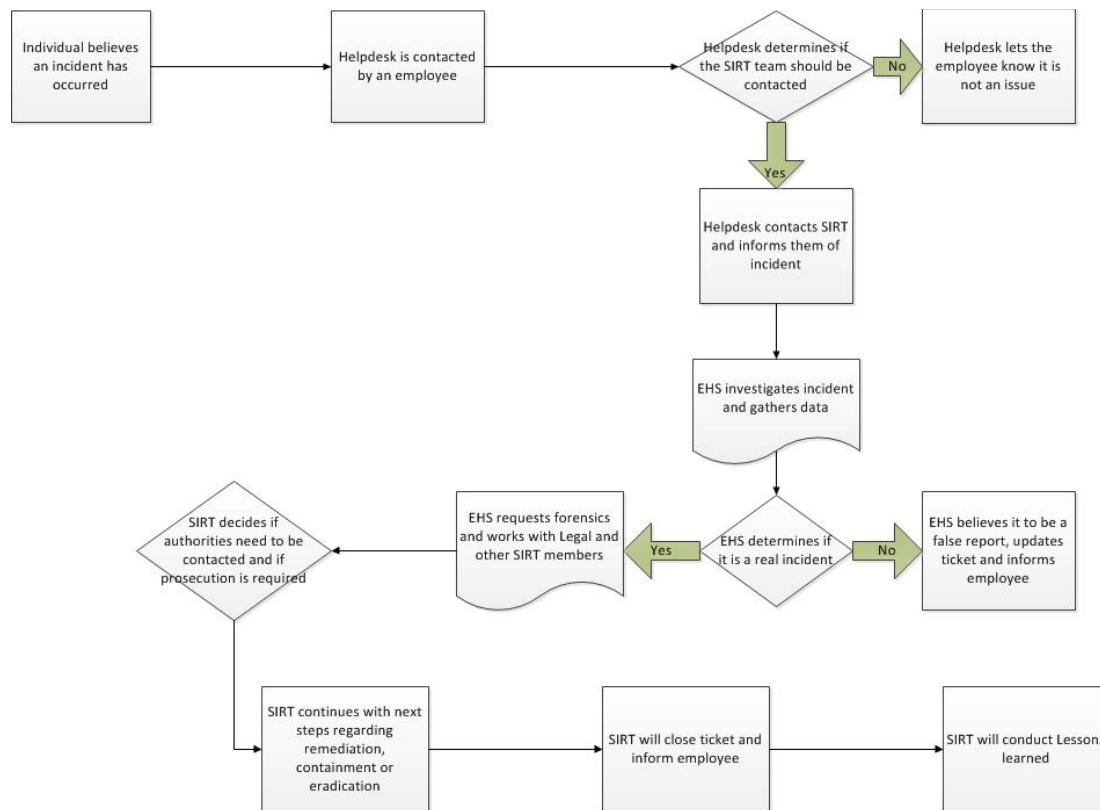 Individual believes
an incident has
occurred
Helpdesk is contacted
by an employee
Helpdesk determines if
the SIRT team should be
contacted
No
Helpdesk lets the
employee know it is
not an issue
Yes
Helpdesk contacts SIRT
and informs them of
incident
EHS investigates incident
and gathers data
EHS determines if
it is a real incident
No
EHS believes it to be a
false report, updates
ticket and informs
employee
Yes
EHS requests forensics
and works with Legal and
other SIRT members
SIRT decides if
authorities need to be
contacted and if
prosecution is required
SIRT continues with next
steps regarding
remediation,
containment or
eradication
SIRT will close ticket and
inform employee
SIRT will conduct Lessons
learned